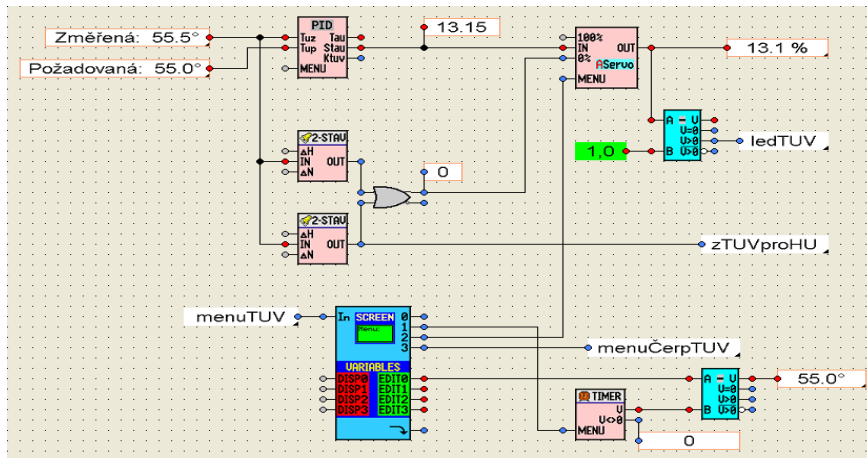 Změřená: 55.5°
Požadovaná: 55.0°
PID
Tuz Tau
Tup Stau
Ktuv
MENU
13.15
100%
IN OUT
0%
AServo
MENU
13.1 %
A = V
V=0
V>0
B V>0
1,0
ledTUV
2-STAV
ΔH
IN OUT
ΔN
0
2-STAV
ΔH
IN OUT
ΔN
zTUVproHU
menuTUV
In SCREEN 0
Menu: 1
2
3
menuČerpTUV
VARIABLES
DISP0 EDIT0
DISP1 EDIT1
DISP2 EDIT2
DISP3 EDIT3
TIMER
V
V<>0
MENU
0
A = V
V=0
V>0
B V>0
55.0°